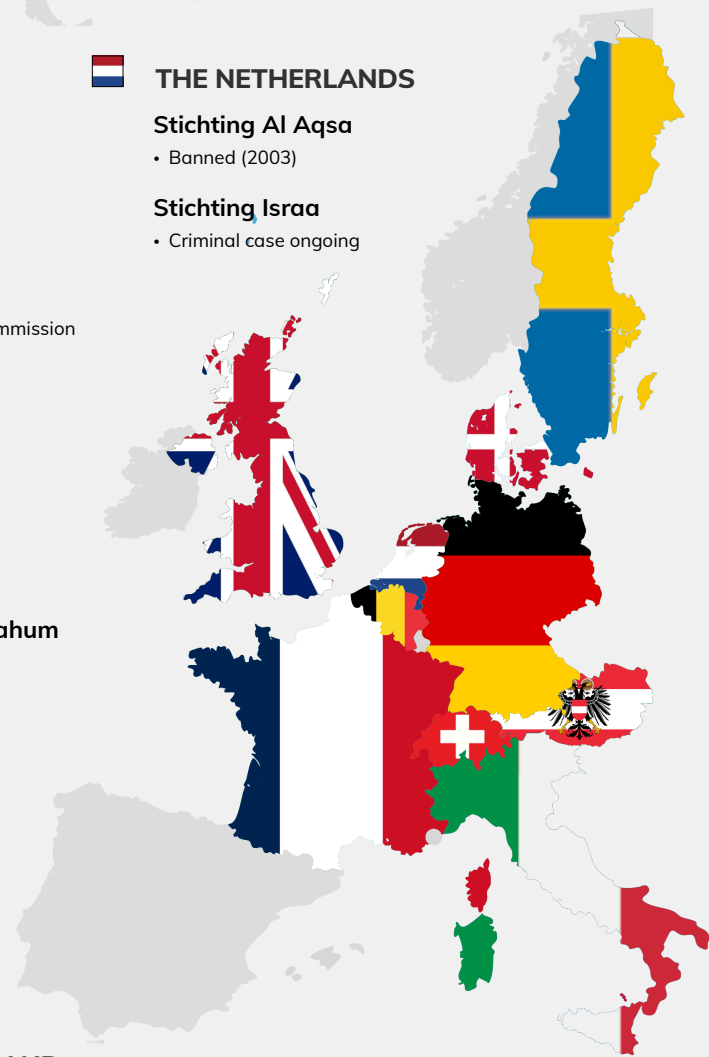 THE NETHERLANDS
Stichting Al Aqsa
• Banned (2003)
Stichting Israa
• Criminal case ongoing
mmission
ahum